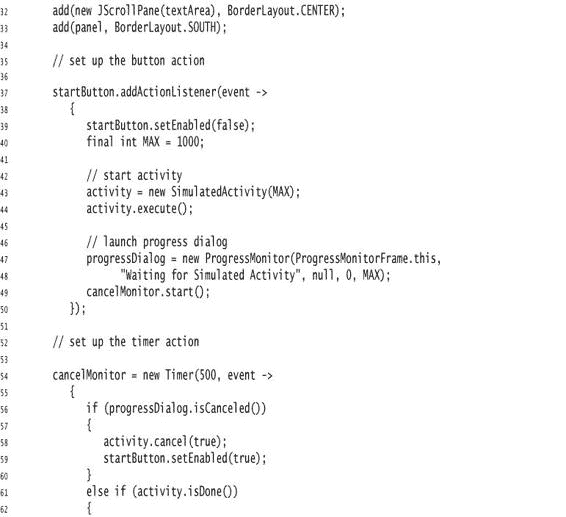 32 add(new JScrollPane(textArea), BorderLayout.CENTER);
33 add(panel, BorderLayout.SOUTH);
34
35 // set up the button action
36
37 startButton.addActionListener(event ->
38 {
39 startButton.setEnabled(false);
40 final int MAX = 1000;
41
42 // start activity
43 activity = new SimulatedActivity(MAX);
44 activity.execute();
45
46 // launch progress dialog
47 progressDialog = new ProgressMonitor(ProgressMonitorFrame.this,
48 "Waiting for Simulated Activity", null, 0, MAX);
49 cancelMonitor.start();
50 });
51
52 // set up the timer action
53
54 cancelMonitor = new Timer(500, event ->
55 {
56 if (progressDialog.isCanceled())
57 {
58 activity.cancel(true);
59 startButton.setEnabled(true);
60 }
61 else if (activity.isDone())
62 {